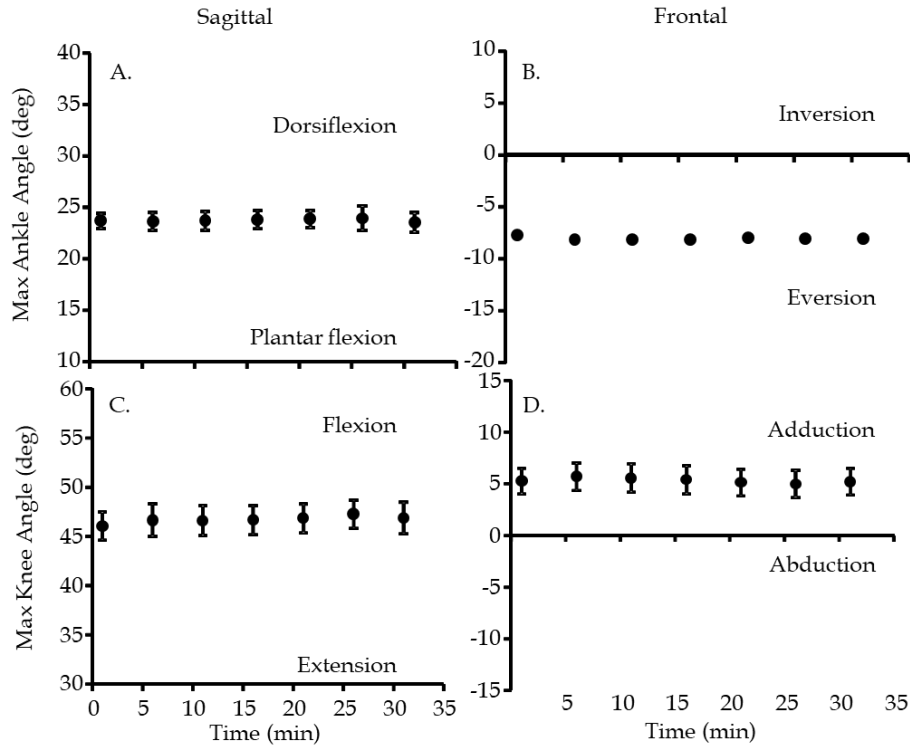 Sagittal
Frontal
Max Ankle Angle (deg)
40
35
30
25
20
15
10
A.
Dorsiflexion
Plantar flexion
10
5
0
-5
-10
-15
-20
B.
Inversion
Eversion
Max Knee Angle (deg)
60
55
50
45
40
35
30
C.
Flexion
Extension
0 5 10 15 20 25 30 35
Time (min)
15
10
5
0
-5
-10
-15
D.
Adduction
Abduction
5 10 15 20 25 30 35
Time (min)